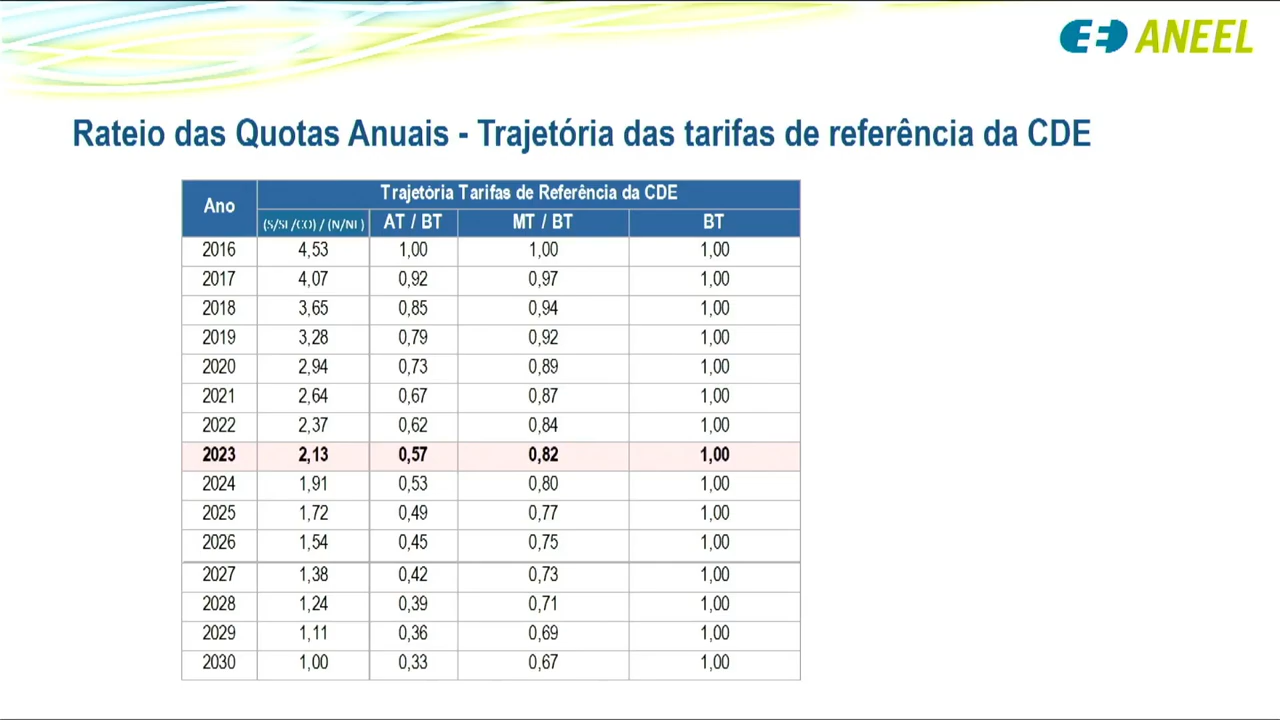 ANEEL
Rateio das Quotas Anuais - Trajetória das tarifas de referência da CDE
Ano Trajetória Tarifas de Referência da CDE
(S/SE/CO) / (N/NE) AT / BT MT / BT BT
2016 4,53 1,00 1,00 1,00
2017 4,07 0,92 0,97 1,00
2018 3,65 0,85 0,94 1,00
2019 3,28 0,79 0,92 1,00
2020 2,94 0,73 0,89 1,00
2021 2,64 0,67 0,87 1,00
2022 2,37 0,62 0,84 1,00
2023 2,13 0,57 0,82 1,00
2024 1,91 0,53 0,80 1,00
2025 1,72 0,49 0,77 1,00
2026 1,54 0,45 0,75 1,00
2027 1,38 0,42 0,73 1,00
2028 1,24 0,39 0,71 1,00
2029 1,11 0,36 0,69 1,00
2030 1,00 0,33 0,67 1,00